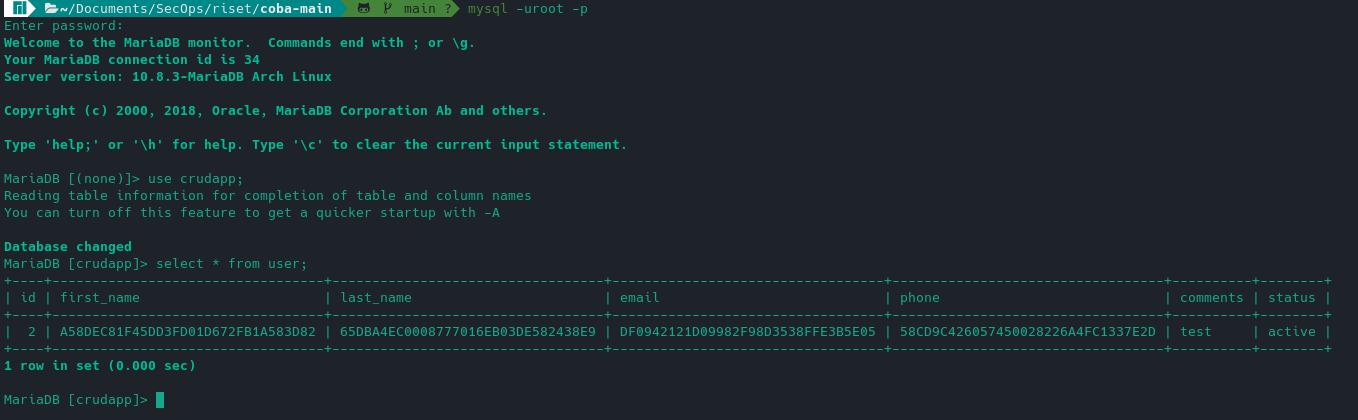 ~/Documents/SecOps/riset/coba-main main ? mysql -uroot -p
Enter password:
Welcome to the MariaDB monitor.  Commands end with ; or \g.
Your MariaDB connection id is 34
Server version: 10.8.3-MariaDB Arch Linux

Copyright (c) 2000, 2018, Oracle, MariaDB Corporation Ab and others.

Type 'help;' or '\h' for help. Type '\c' to clear the current input statement.

MariaDB [(none)]> use crudapp;
Reading table information for completion of table and column names
You can turn off this feature to get a quicker startup with -A

Database changed
MariaDB [crudapp]> select * from user;
+----+----------------------------------+----------------------------------+----------------------------------+----------------------------------+----------+--------+
| id | first_name                       | last_name                        | email                            | phone                            | comments | status |
+----+----------------------------------+----------------------------------+----------------------------------+----------------------------------+----------+--------+
|  2 | A58DEC81F45DD3FD01D672FB1A583D82 | 65DBA4EC0008777016EB03DE582438E9 | DF0942121D09982F98D3538FFE3B5E05 | 58CD9C426057450028226A4FC1337E2D | test     | active |
+----+----------------------------------+----------------------------------+----------------------------------+----------------------------------+----------+--------+
1 row in set (0.000 sec)

MariaDB [crudapp]>